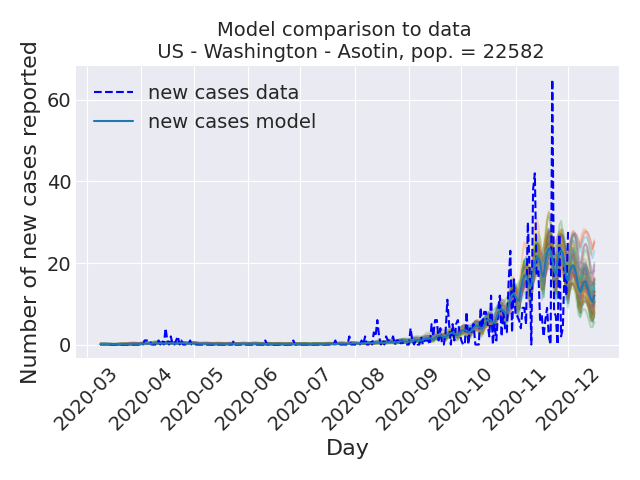 Model comparison to data
US - Washington - Asotin, pop. = 22582
Number of new cases reported
60
40
20
0
new cases data
new cases model
2020-03
2020-04
2020-05
2020-06
2020-07
2020-08
2020-09
2020-10
2020-11
2020-12
Day